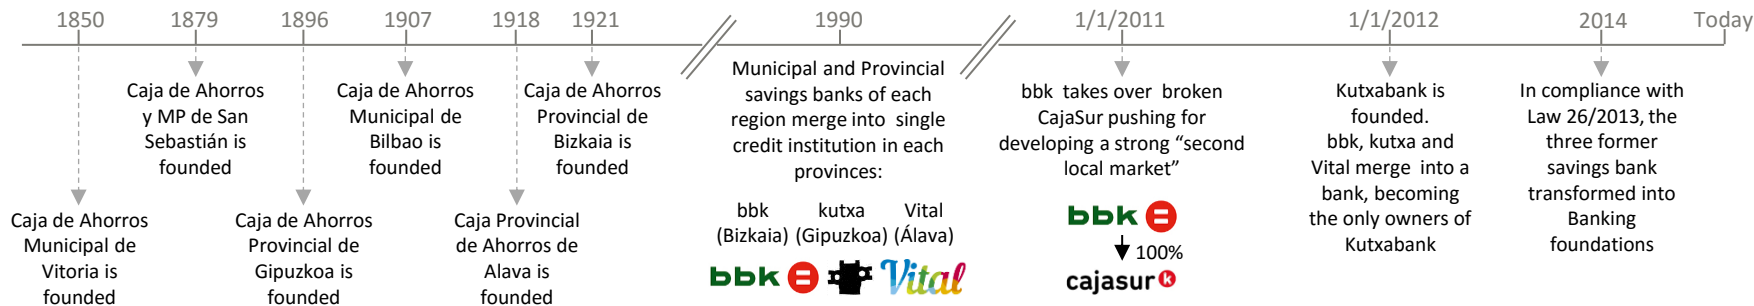 1850
1879
1896
1907
1918
1921
1990
1/1/2011
1/1/2012
2014
Today
Caja de Ahorros
Municipal de
Vitoria is
founded
Caja de Ahorros
y MP de San
Sebastián is
founded
Caja de Ahorros
Provincial de
Gipuzkoa is
founded
Caja de Ahorros
Municipal de
Bilbao is
founded
Caja Provincial
de Ahorros de
Alava is
founded
Caja de Ahorros
Provincial de
Bizkaia is
founded
Municipal and Provincial
savings banks of each
region merge into single
credit institution in each
provinces:
bbk kutxa Vital
(Bizkaia) (Gipuzkoa) (Álava)
bbk Vital
bbk takes over broken
CajaSur pushing for
developing a strong “second
local market”
bbk
100%
cajasur k
Kutxabank is
founded.
bbk, kutxa and
Vital merge into a
bank, becoming
the only owners of
Kutxabank
In compliance with
Law 26/2013, the
three former
savings bank
transformed into
Banking
foundations